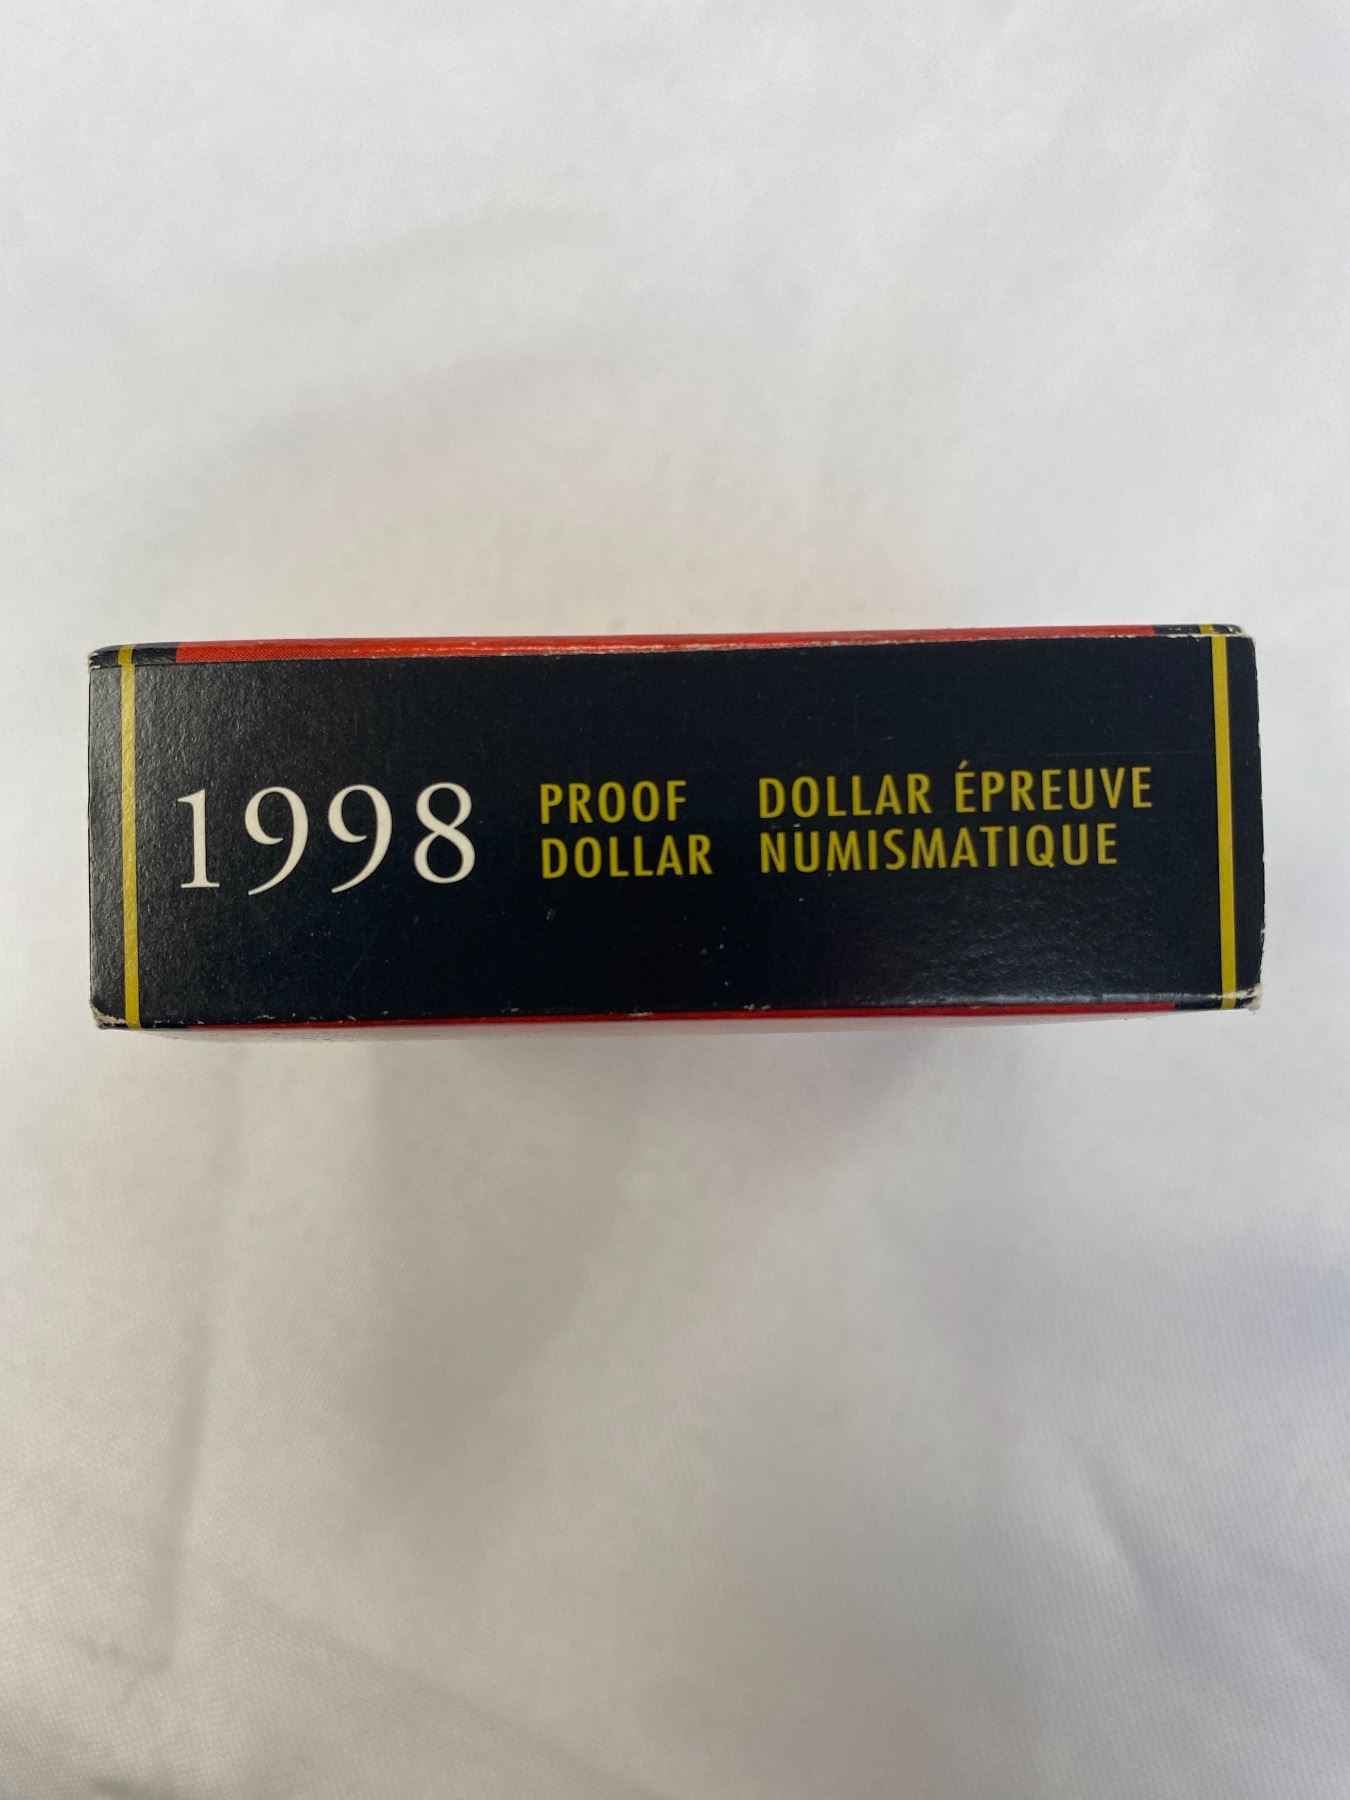 1998
PROOF
DOLLAR
DOLLAR ÉPREUVE
NUMISMATIQUE